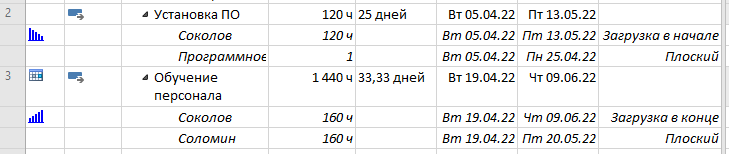 2 Установка ПО 120 ч 25 дней Вт 05.04.22 Пт 13.05.22
Соколов 120 ч Вт 05.04.22 Пт 13.05.22 Загрузка в начале
Программное 1 Вт 05.04.22 Пн 25.04.22 Плоский
3 Обучение персонала 1 440 ч 33,33 дней Вт 19.04.22 Чт 09.06.22
Соколов 160 ч Вт 19.04.22 Чт 09.06.22 Загрузка в конце
Соломин 160 ч Вт 19.04.22 Пт 20.05.22 Плоский